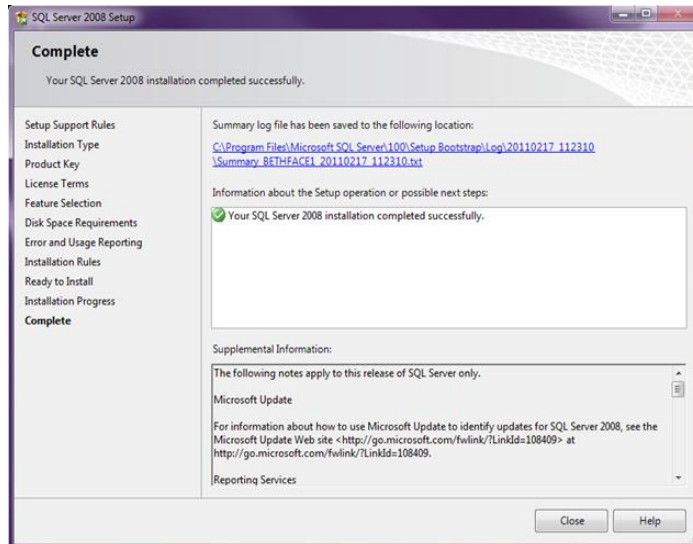 SQL Server 2008 Setup
Complete
Your SQL Server 2008 installation completed successfully.
Setup Support Rules
Installation Type
Product Key
License Terms
Feature Selection
Disk Space Requirements
Error and Usage Reporting
Installation Rules
Ready to Install
Installation Progress
Complete
Summary log file has been saved to the following location:
C:\Program Files\Microsoft SQL Server\100\Setup Bootstrap\Log\20110217_112310
\Summary_BETHFACE1_20110217_112310.txt
Information about the Setup operation or possible next steps:
Your SQL Server 2008 installation completed successfully.
Supplemental Information:
The following notes apply to this release of SQL Server only.
Microsoft Update
For information about how to use Microsoft Update to identify updates for SQL Server 2008, see the
Microsoft Update Web site <http://go.microsoft.com/fwlink/?LinkId=108409> at
http://go.microsoft.com/fwlink/?LinkId=108409.
Reporting Services
Close
Help